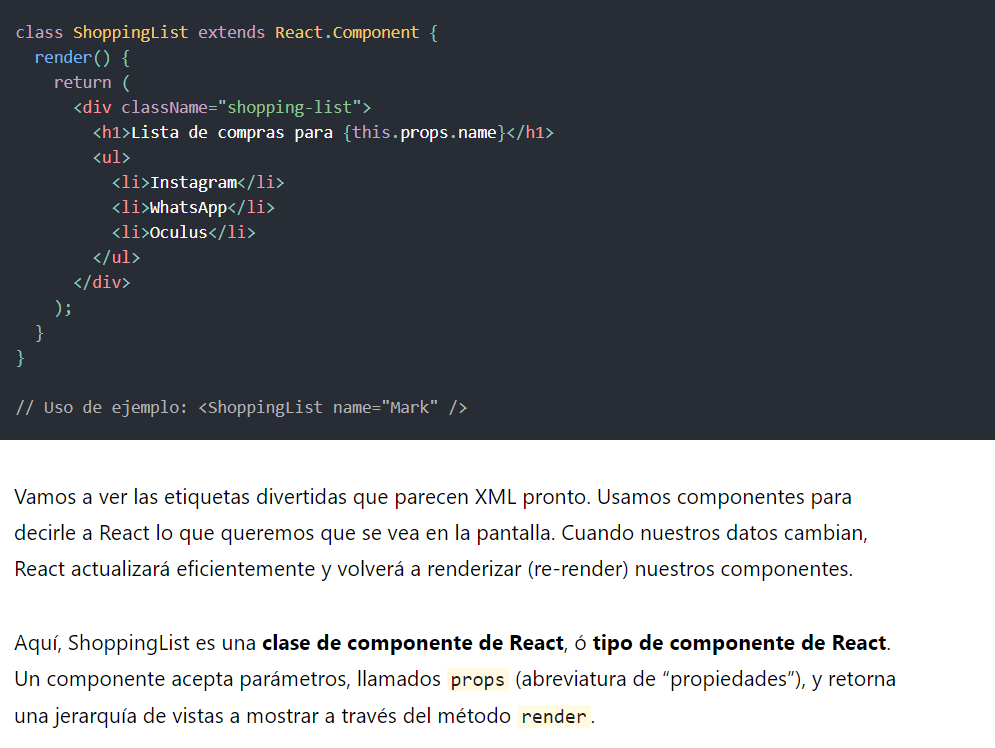 class ShoppingList extends React.Component {
  render() {
    return (
      <div className="shopping-list">
        <h1>Lista de compras para {this.props.name}</h1>
        <ul>
          <li>Instagram</li>
          <li>WhatsApp</li>
          <li>Oculus</li>
        </ul>
      </div>
    );
  }
}
// Uso de ejemplo: <ShoppingList name="Mark" />
Vamos a ver las etiquetas divertidas que parecen XML pronto. Usamos componentes para
decirle a React lo que queremos que se vea en la pantalla. Cuando nuestros datos cambian,
React actualizará eficientemente y volverá a renderizar (re-render) nuestros componentes.
Aquí, ShoppingList es una clase de componente de React, ó tipo de componente de React.
Un componente acepta parámetros, llamados props (abreviatura de “propiedades”), y retorna
una jerarquía de vistas a mostrar a través del método render.